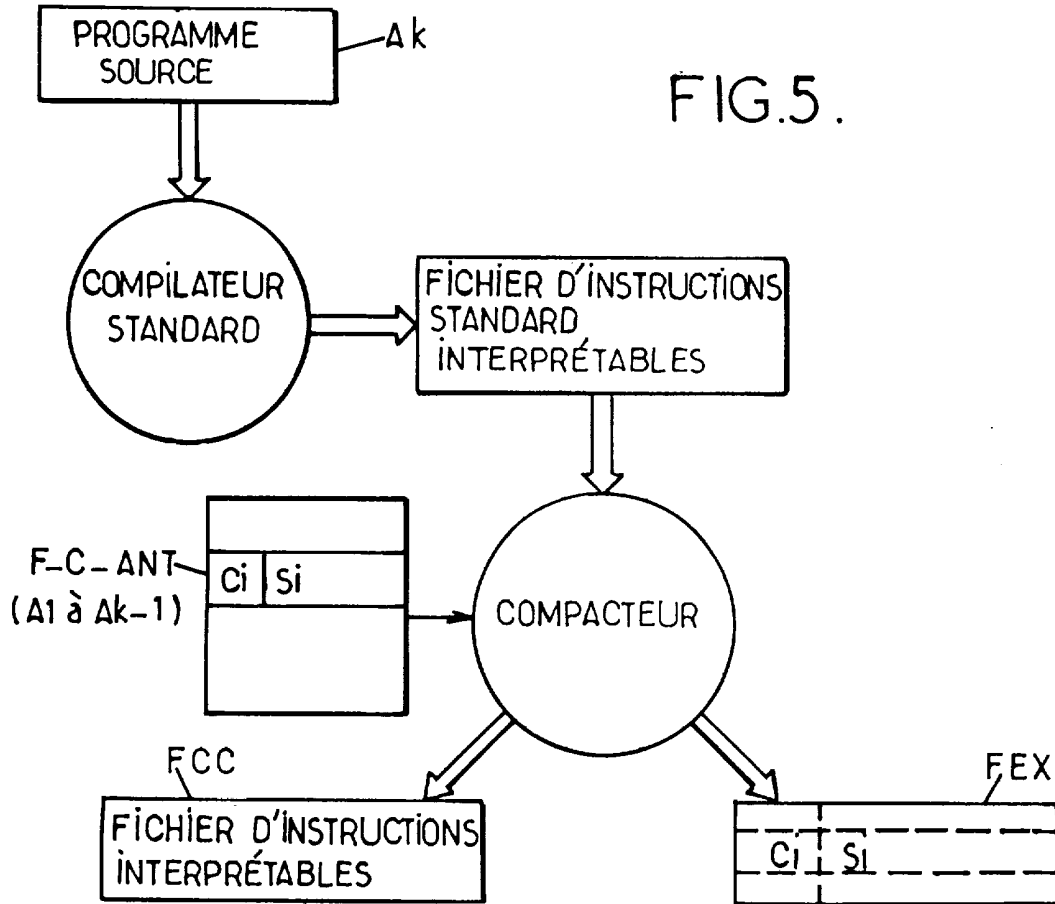 PROGRAMME
SOURCE
Ak
FIG.5.
COMPILATEUR
STANDARD
FICHIER D'INSTRUCTIONS
STANDARD
INTERPRÉTABLES
F-C-ANT
(A1 à Ak-1)
Ci Si
COMPACTEUR
FCC
FICHIER D'INSTRUCTIONS
INTERPRÉTABLES
FEX
Ci Si